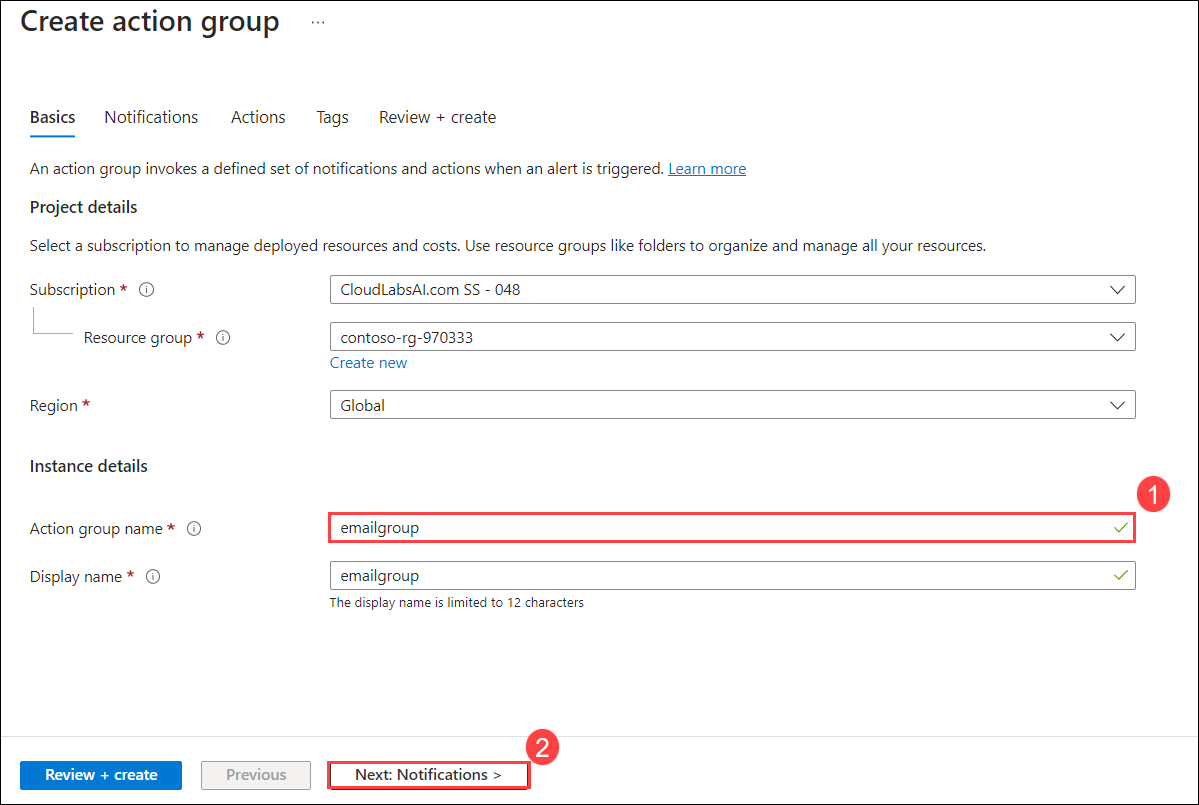 Create action group ...
Basics Notifications Actions Tags Review + create
An action group invokes a defined set of notifications and actions when an alert is triggered. Learn more
Project details
Select a subscription to manage deployed resources and costs. Use resource groups like folders to organize and manage all your resources.
Subscription * CloudLabsAI.com SS - 048
Resource group * contoso-rg-970333
Create new
Region * Global
Instance details
1
Action group name * emailgroup
Display name * emailgroup
The display name is limited to 12 characters
2
Review + create Previous Next: Notifications >